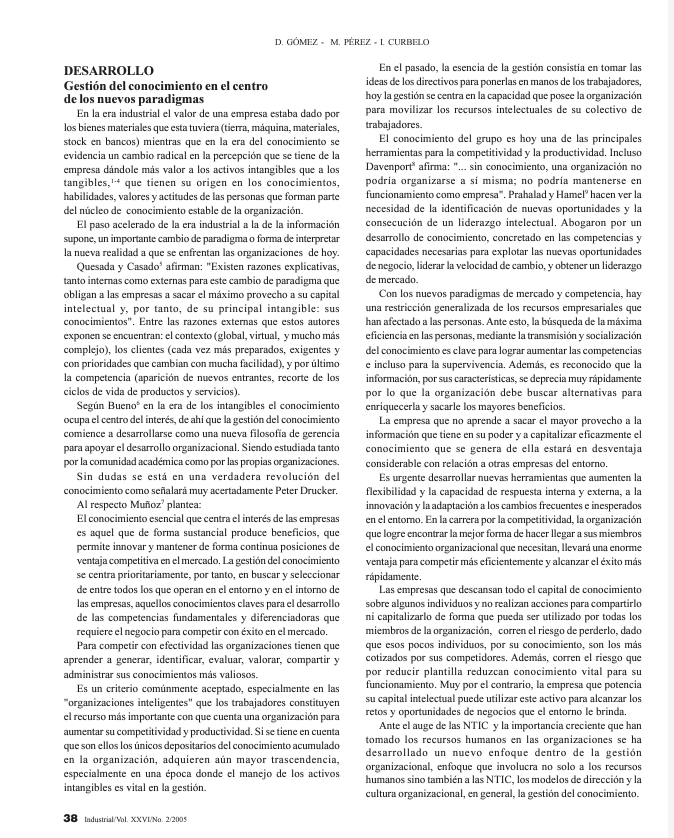 D. GÓMEZ - M. PÉREZ - I. CURBELO
DESARROLLO
Gestión del conocimiento en el centro
de los nuevos paradigmas
En la era industrial el valor de una empresa estaba dado por
los bienes materiales que esta tuviera (tierra, máquina, materiales,
stock en bancos) mientras que en la era del conocimiento se
evidencia un cambio radical en la percepción que se tiene de la
empresa dándole más valor a los activos intangibles que a los
tangibles,¹⁻⁴ que tienen su origen en los conocimientos,
habilidades, valores y actitudes de las personas que forman parte
del núcleo de conocimiento estable de la organización.
El paso acelerado de la era industrial a la de la información
supone, un importante cambio de paradigma o forma de interpretar
la nueva realidad a que se enfrentan las organizaciones de hoy.
Quesada y Casado⁵ afirman: "Existen razones explicativas,
tanto internas como externas para este cambio de paradigma que
obligan a las empresas a sacar el máximo provecho a su capital
intelectual y, por tanto, de su principal intangible: sus
conocimientos". Entre las razones externas que estos autores
exponen se encuentran: el contexto (global, virtual, y mucho más
complejo), los clientes (cada vez más preparados, exigentes y
con prioridades que cambian con mucha facilidad), y por último
la competencia (aparición de nuevos entrantes, recorte de los
ciclos de vida de productos y servicios).
Según Bueno⁶ en la era de los intangibles el conocimiento
ocupa el centro del interés, de ahí que la gestión del conocimiento
comience a desarrollarse como una nueva filosofía de gerencia
para apoyar el desarrollo organizacional. Siendo estudiada tanto
por la comunidad académica como por las propias organizaciones.
Sin dudas se está en una verdadera revolución del
conocimiento como señalará muy acertadamente Peter Drucker.
Al respecto Muñoz⁷ plantea:
El conocimiento esencial que centra el interés de las empresas
es aquel que de forma sustancial produce beneficios, que
permite innovar y mantener de forma continua posiciones de
ventaja competitiva en el mercado. La gestión del conocimiento
se centra prioritariamente, por tanto, en buscar y seleccionar
de entre todos los que operan en el entorno y en el intorno de
las empresas, aquellos conocimientos claves para el desarrollo
de las competencias fundamentales y diferenciadoras que
requiere el negocio para competir con éxito en el mercado.
Para competir con efectividad las organizaciones tienen que
aprender a generar, identificar, evaluar, valorar, compartir y
administrar sus conocimientos más valiosos.
Es un criterio comúnmente aceptado, especialmente en las
"organizaciones inteligentes" que los trabajadores constituyen
el recurso más importante con que cuenta una organización para
aumentar su competitividad y productividad. Si se tiene en cuenta
que son ellos los únicos depositarios del conocimiento acumulado
en la organización, adquieren aún mayor trascendencia,
especialmente en una época donde el manejo de los activos
intangibles es vital en la gestión.
En el pasado, la esencia de la gestión consistía en tomar las
ideas de los directivos para ponerlas en manos de los trabajadores,
hoy la gestión se centra en la capacidad que posee la organización
para movilizar los recursos intelectuales de su colectivo de
trabajadores.
El conocimiento del grupo es hoy una de las principales
herramientas para la competitividad y la productividad. Incluso
Davenport⁸ afirma: "... sin conocimiento, una organización no
podría organizarse a sí misma; no podría mantenerse en
funcionamiento como empresa". Prahalad y Hamel⁹ hacen ver la
necesidad de la identificación de nuevas oportunidades y la
consecución de un liderazgo intelectual. Abogaron por un
desarrollo de conocimiento, concretado en las competencias y
capacidades necesarias para explotar las nuevas oportunidades
de negocio, liderar la velocidad de cambio, y obtener un liderazgo
de mercado.
Con los nuevos paradigmas de mercado y competencia, hay
una restricción generalizada de los recursos empresariales que
han afectado a las personas. Ante esto, la búsqueda de la máxima
eficiencia en las personas, mediante la transmisión y socialización
del conocimiento es clave para lograr aumentar las competencias
e incluso para la supervivencia. Además, es reconocido que la
información, por sus características, se deprecia muy rápidamente
por lo que la organización debe buscar alternativas para
enriquecerla y sacarle los mayores beneficios.
La empresa que no aprende a sacar el mayor provecho a la
información que tiene en su poder y a capitalizar eficazmente el
conocimiento que se genera de ella estará en desventaja
considerable con relación a otras empresas del entorno.
Es urgente desarrollar nuevas herramientas que aumenten la
flexibilidad y la capacidad de respuesta interna y externa, a la
innovación y la adaptación a los cambios frecuentes e inesperados
en el entorno. En la carrera por la competitividad, la organización
que logre encontrar la mejor forma de hacer llegar a sus miembros
el conocimiento organizacional que necesitan, llevará una enorme
ventaja para competir más eficientemente y alcanzar el éxito más
rápidamente.
Las empresas que descansan todo el capital de conocimiento
sobre algunos individuos y no realizan acciones para compartirlo
ni capitalizarlo de forma que pueda ser utilizado por todas los
miembros de la organización, corren el riesgo de perderlo, dado
que esos pocos individuos, por su conocimiento, son los más
cotizados por sus competidores. Además, corren el riesgo que
por reducir plantilla reduzcan conocimiento vital para su
funcionamiento. Muy por el contrario, la empresa que potencia
su capital intelectual puede utilizar este activo para alcanzar los
retos y oportunidades de negocios que el entorno le brinda.
Ante el auge de las NTIC y la importancia creciente que han
tomado los recursos humanos en las organizaciones se ha
desarrollado un nuevo enfoque dentro de la gestión
organizacional, enfoque que involucra no solo a los recursos
humanos sino también a las NTIC, los modelos de dirección y la
cultura organizacional, en general, la gestión del conocimiento.
38 Industrial/Vol. XXVI/No. 2/2005